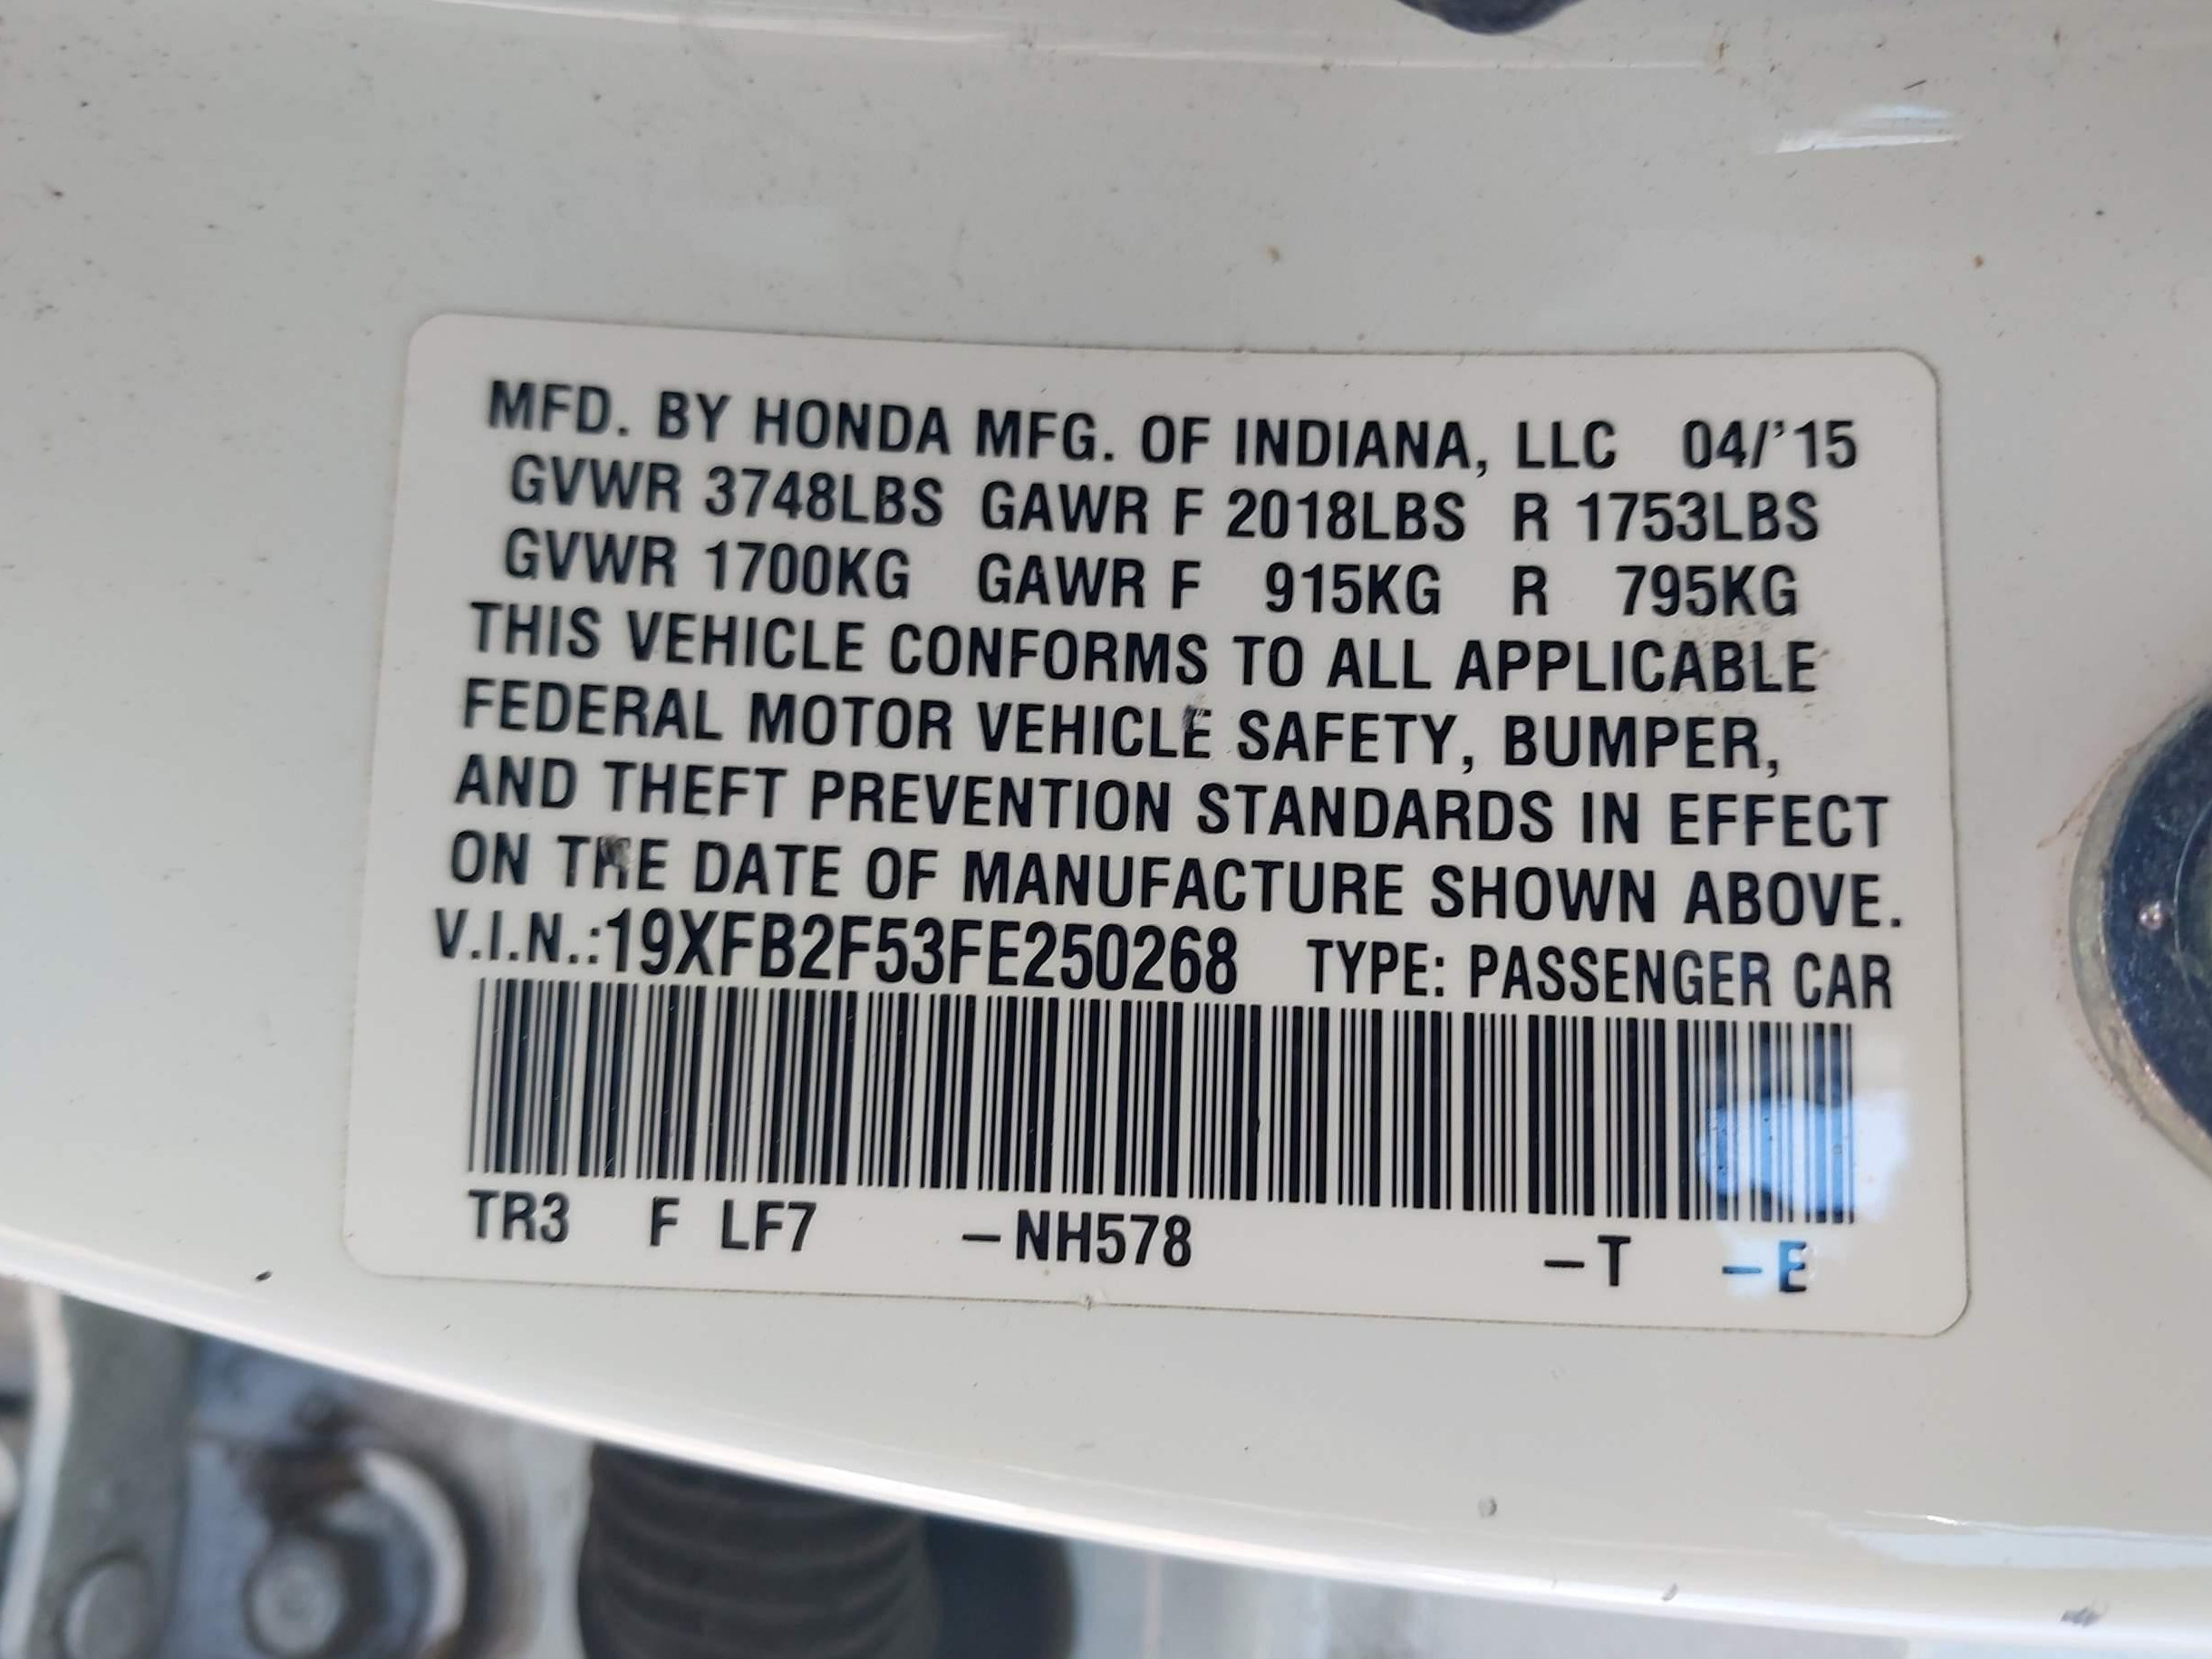 MFD. BY HONDA MFG. OF INDIANA, LLC 04/'15
GVWR 3748LBS GAWR F 2018LBS R 1753LBS
GVWR 1700KG GAWR F 915KG R 795KG
THIS VEHICLE CONFORMS TO ALL APPLICABLE
FEDERAL MOTOR VEHICLE SAFETY, BUMPER,
AND THEFT PREVENTION STANDARDS IN EFFECT
ON THE DATE OF MANUFACTURE SHOWN ABOVE.
V.I.N.:19XFB2F53FE250268 TYPE: PASSENGER CAR
TR3 F LF7 –NH578 –T –E